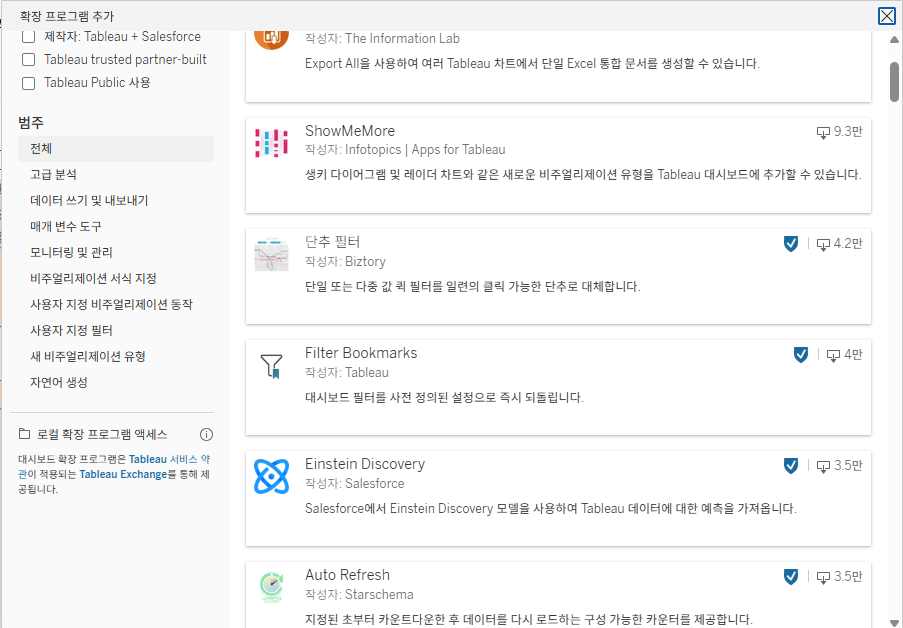 확장 프로그램 추가
제작자: Tableau + Salesforce
Tableau trusted partner-built
Tableau Public 사용
범주
전체
고급 분석
데이터 쓰기 및 내보내기
매개 변수 도구
모니터링 및 관리
비주얼리제이션 서식 지정
사용자 지정 비주얼리제이션 동작
사용자 지정 필터
새 비주얼리제이션 유형
자연어 생성
로컬 확장 프로그램 액세스
대시보드 확장 프로그램은 Tableau 서비스 약
관이 적용되는 Tableau Exchange를 통해 제
공됩니다.
작성자: The Information Lab
Export All을 사용하여 여러 Tableau 차트에서 단일 Excel 통합 문서를 생성할 수 있습니다.
ShowMeMore
9.3만
작성자: Infotopics | Apps for Tableau
생키 다이어그램 및 레이더 차트와 같은 새로운 비주얼리제이션 유형을 Tableau 대시보드에 추가할 수 있습니다.
단추 필터
4.2만
작성자: Biztory
단일 또는 다중 값 퀵 필터를 일련의 클릭 가능한 단추로 대체합니다.
Filter Bookmarks
4만
작성자: Tableau
대시보드 필터를 사전 정의된 설정으로 즉시 되돌립니다.
Einstein Discovery
3.5만
작성자: Salesforce
Salesforce에서 Einstein Discovery 모델을 사용하여 Tableau 데이터에 대한 예측을 가져옵니다.
Auto Refresh
3.5만
작성자: Starschema
지정된 초부터 카운트다운한 후 데이터를 다시 로드하는 구성 가능한 카운터를 제공합니다.